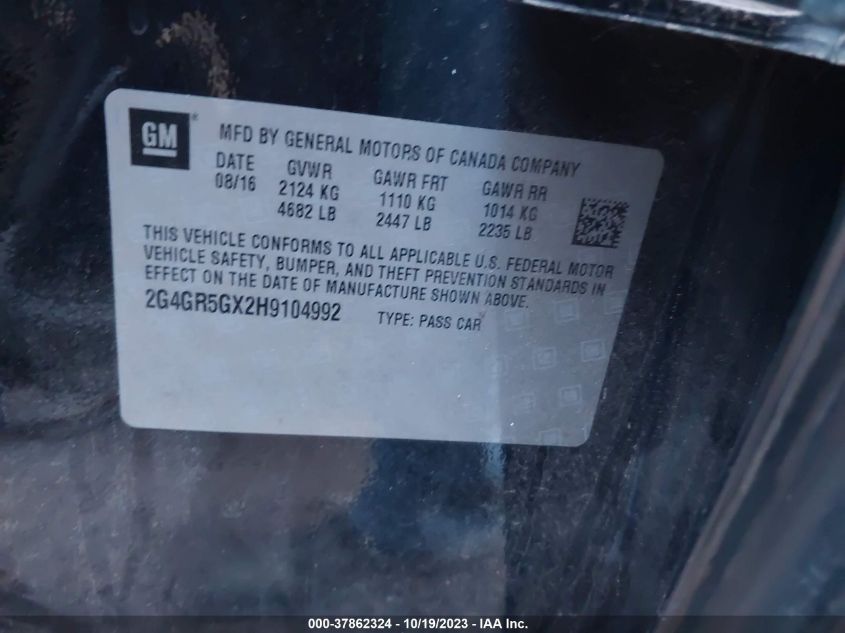 GM ®
MFD BY GENERAL MOTORS OF CANADA COMPANY
DATE GVWR GAWR FRT GAWR RR
08/16 2124 KG 1110 KG 1014 KG
4682 LB 2447 LB 2235 LB
THIS VEHICLE CONFORMS TO ALL APPLICABLE U.S. FEDERAL MOTOR
VEHICLE SAFETY, BUMPER, AND THEFT PREVENTION STANDARDS IN
EFFECT ON THE DATE OF MANUFACTURE SHOWN ABOVE.
2G4GR5GX2H9104992 TYPE: PASS CAR
000-37862324 - 10/19/2023 - IAA Inc.